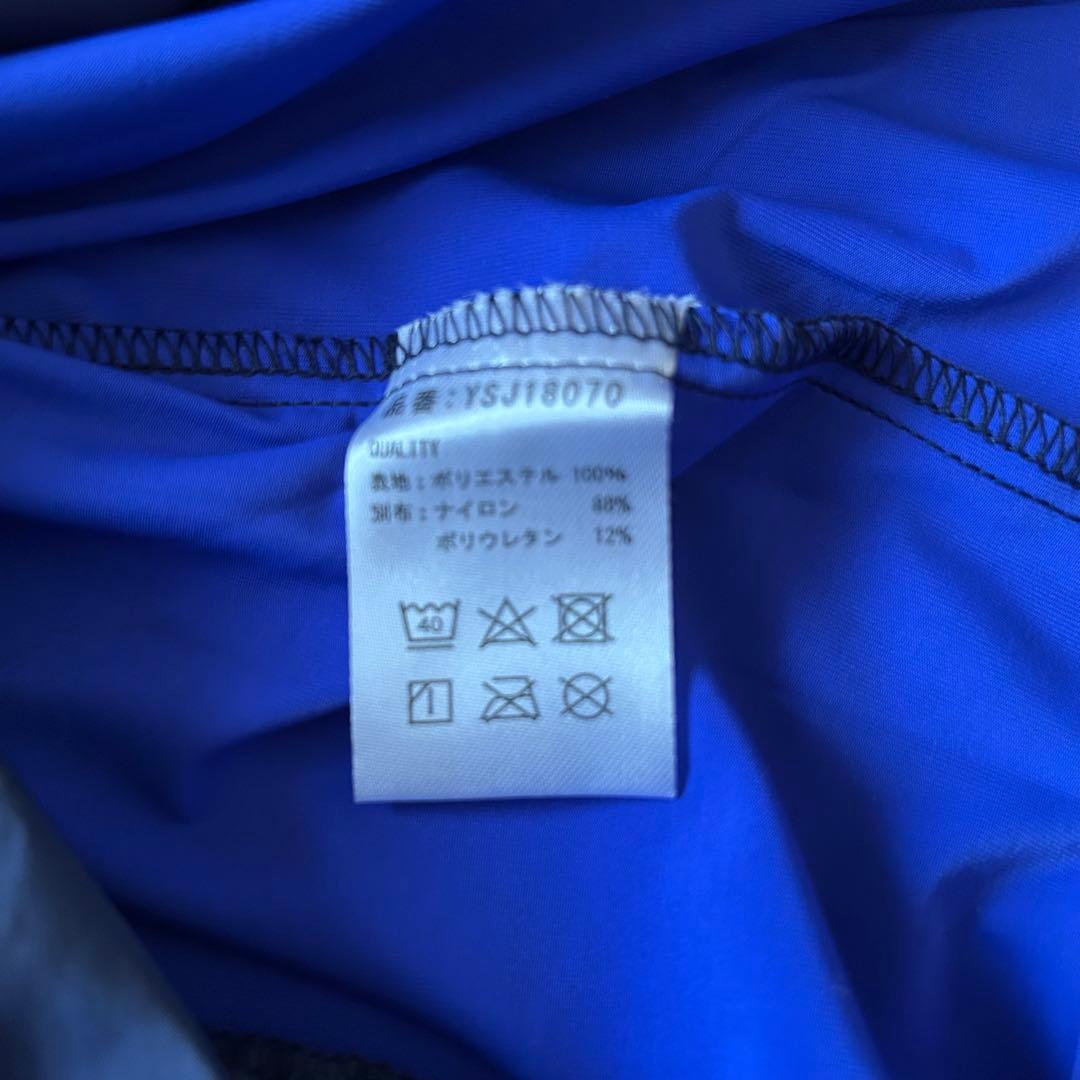 品番：YSJ18070
QUALITY
表地：ポリエステル 100%
別布：ナイロン 88%
ポリウレタン 12%
40